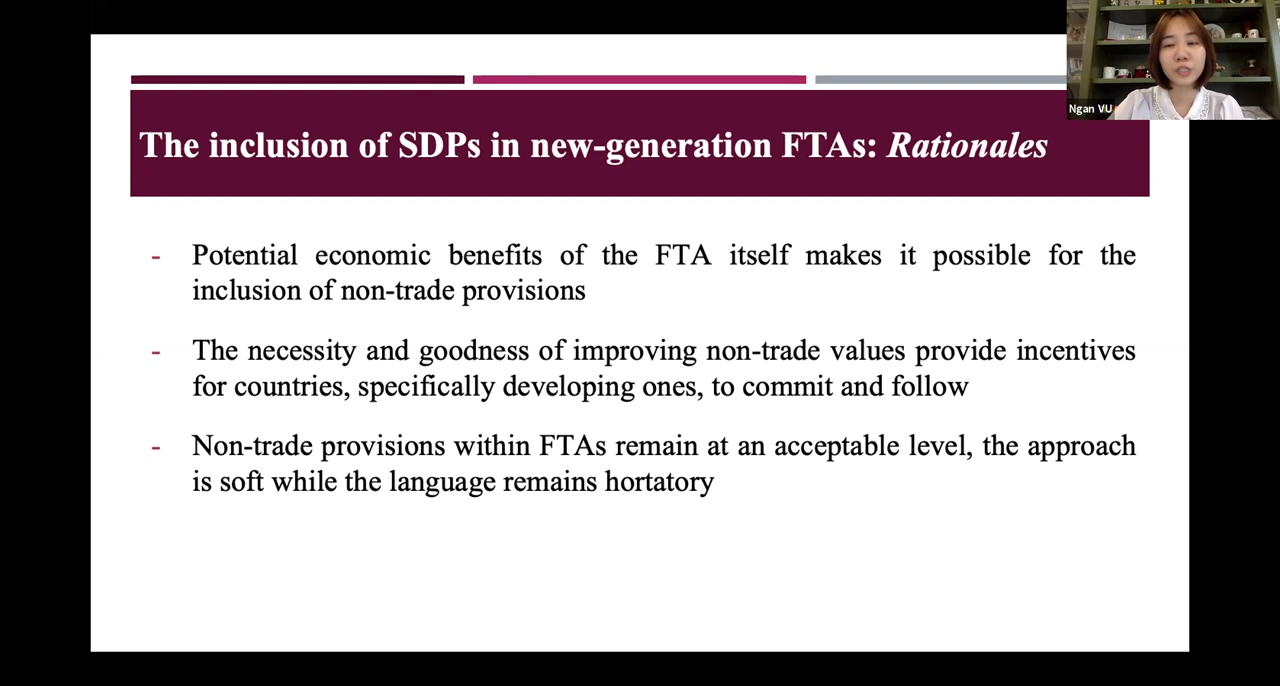 The inclusion of SDPs in new-generation FTAs: Rationales
Ngan VU
- Potential economic benefits of the FTA itself makes it possible for the
inclusion of non-trade provisions
- The necessity and goodness of improving non-trade values provide incentives
for countries, specifically developing ones, to commit and follow
- Non-trade provisions within FTAs remain at an acceptable level, the approach
is soft while the language remains hortatory